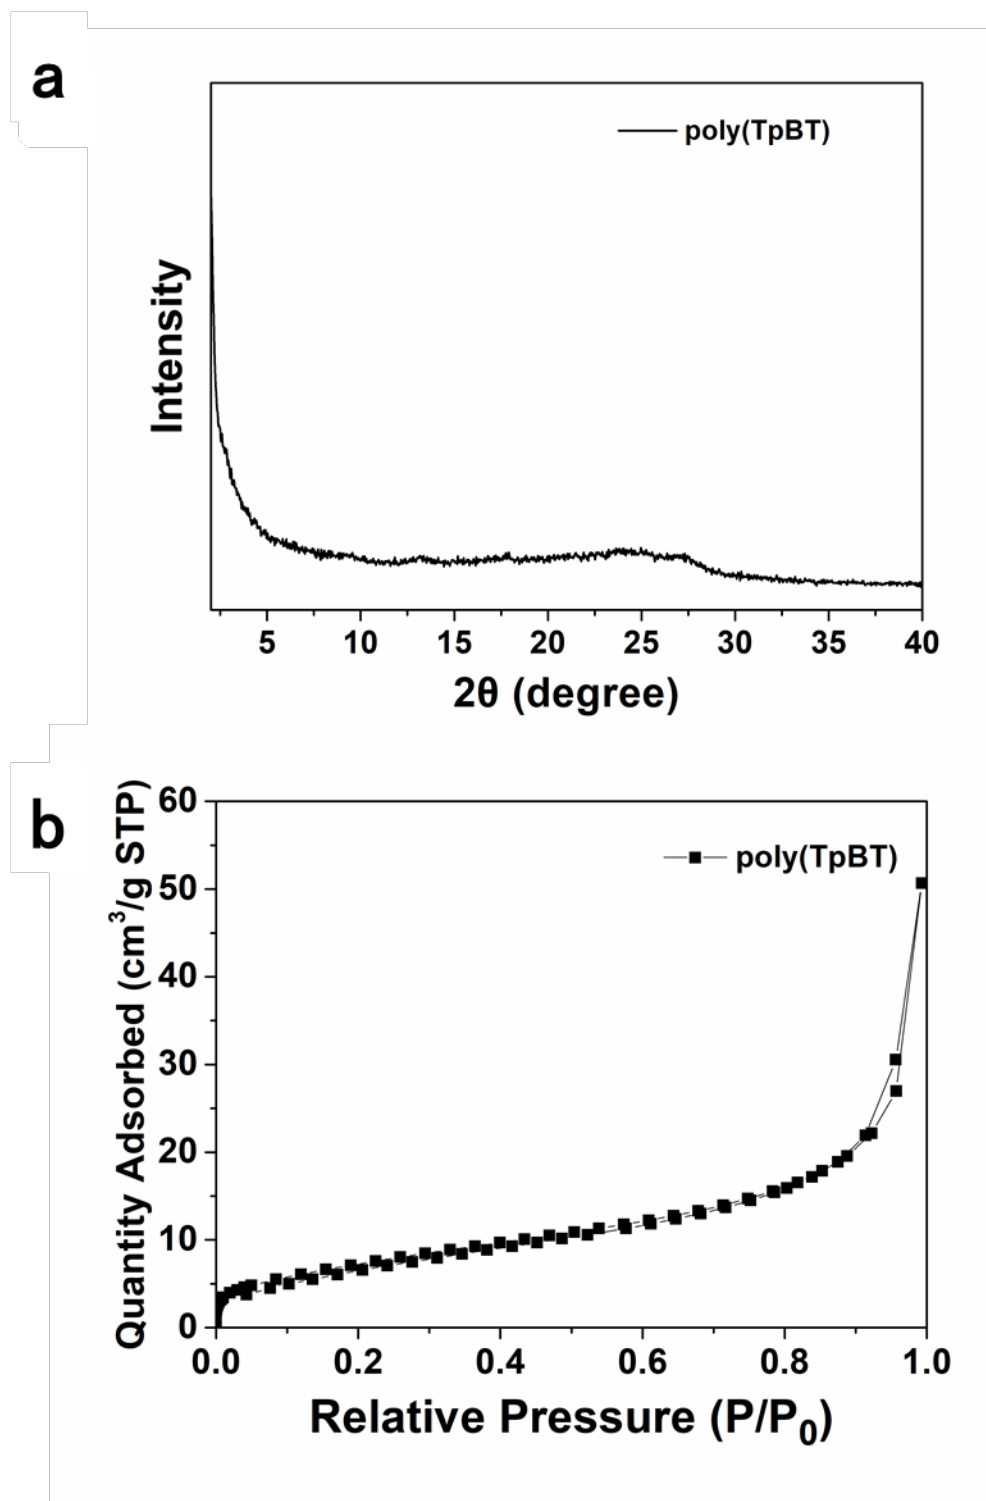 a
poly(TpBT)
Intensity
5 10 15 20 25 30 35 40
2θ (degree)
b
poly(TpBT)
Quantity Adsorbed (cm³/g STP)
60
50
40
30
20
10
0
0.0 0.2 0.4 0.6 0.8 1.0
Relative Pressure (P/P₀)